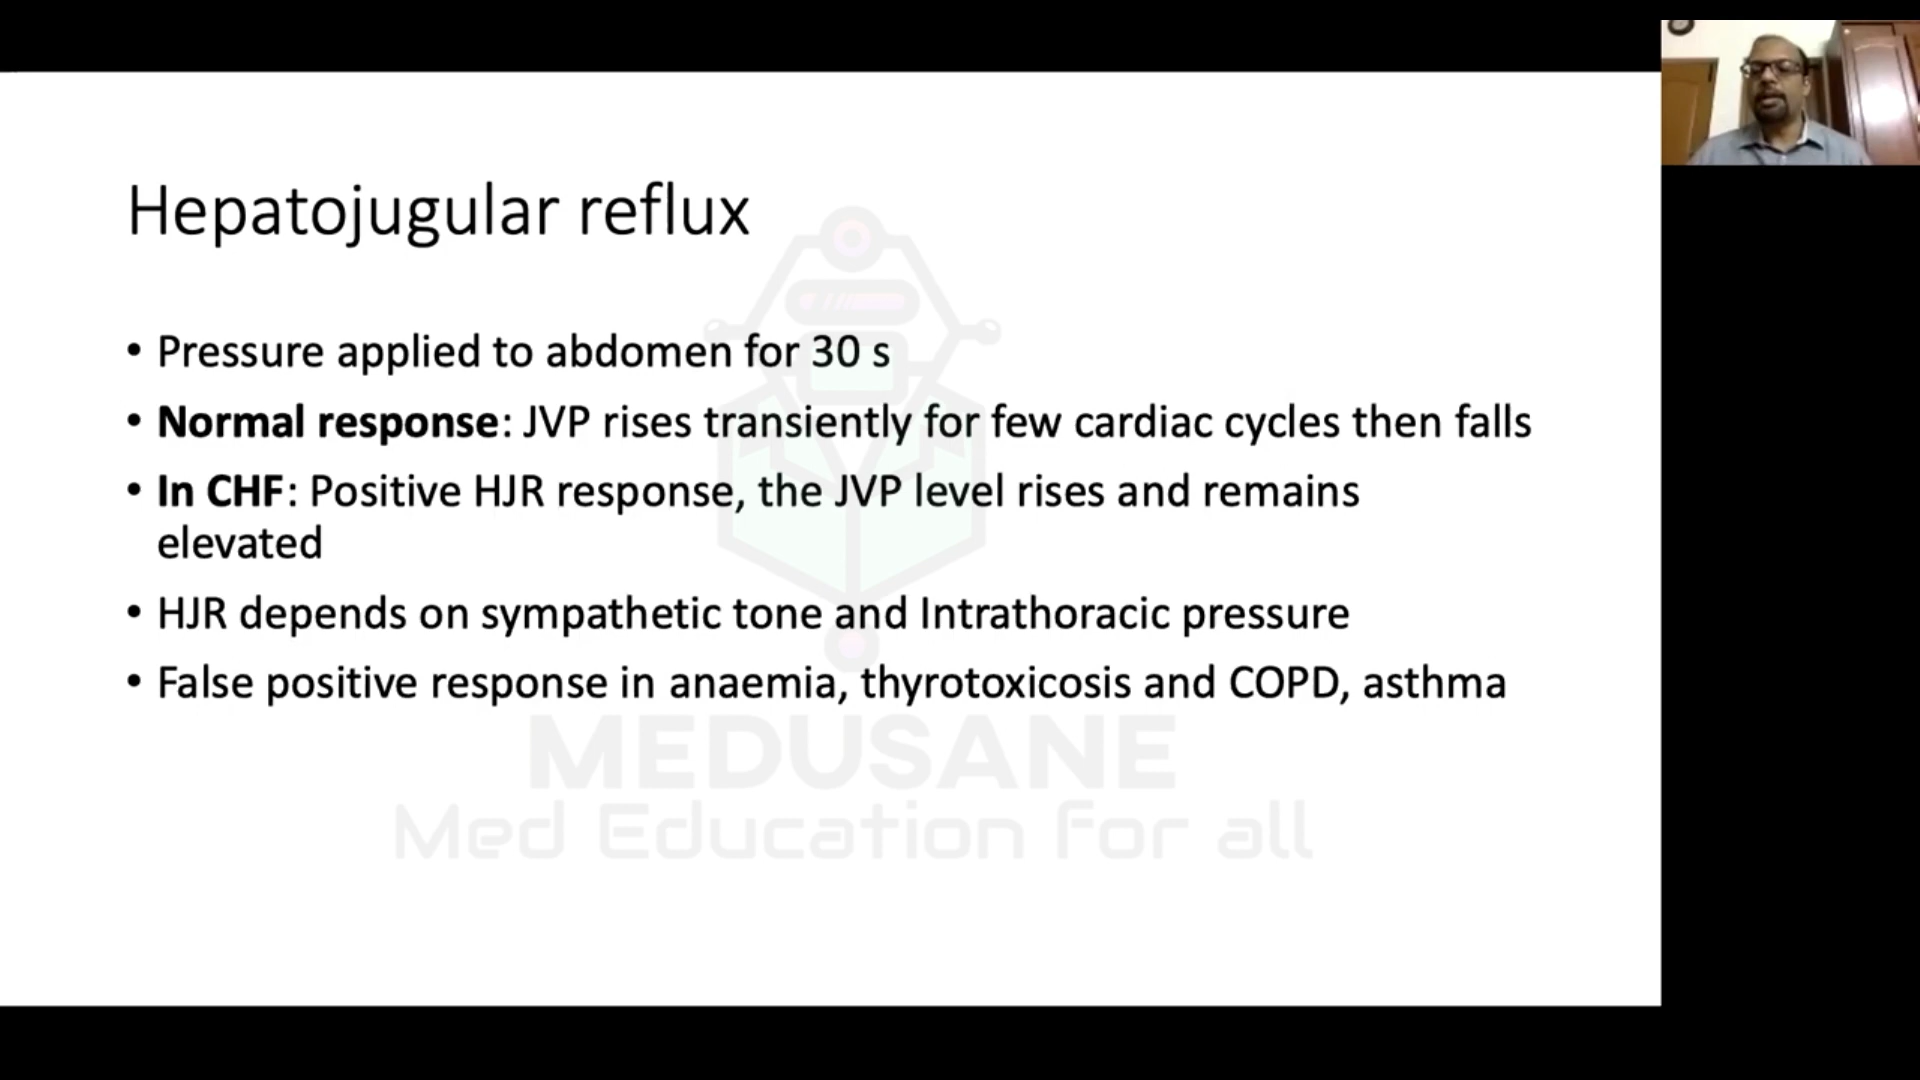 Hepatojugular reflux
• Pressure applied to abdomen for 30 s
• Normal response: JVP rises transiently for few cardiac cycles then falls
• In CHF: Positive HJR response, the JVP level rises and remains
elevated
• HJR depends on sympathetic tone and Intrathoracic pressure
• False positive response in anaemia, thyrotoxicosis and COPD, asthma
MEDUSANE
Med Education for all